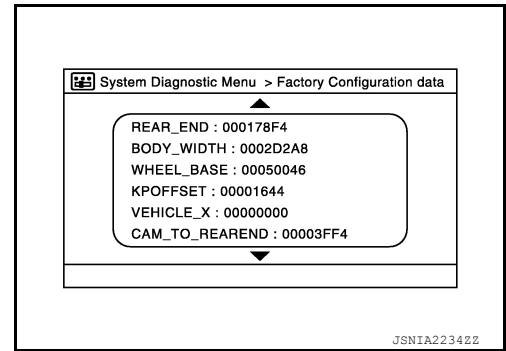 System Diagnostic Menu > Factory Configuration data
REAR_END : 000178F4
BODY_WIDTH : 0002D2A8
WHEEL_BASE : 00050046
KPOFFSET : 00001644
VEHICLE_X : 00000000
CAM_TO_REAREND : 00003FF4
JSNIA2234ZZ